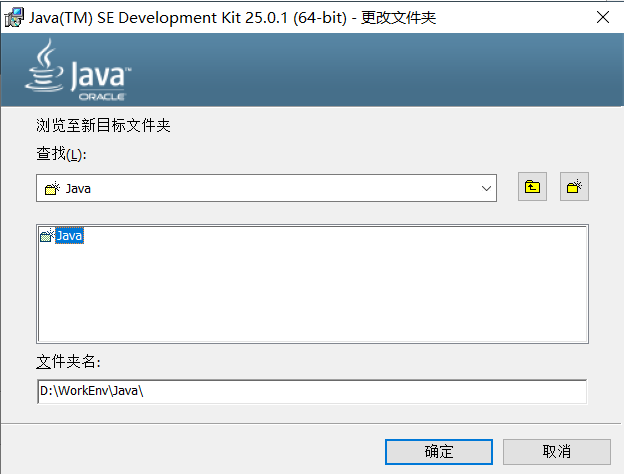 Java(TM) SE Development Kit 25.0.1 (64-bit) - 更改文件夹
Java™
ORACLE
浏览至新目标文件夹
查找(L):
Java
Java
文件夹名:
D:\WorkEnv\Java\
确定
取消